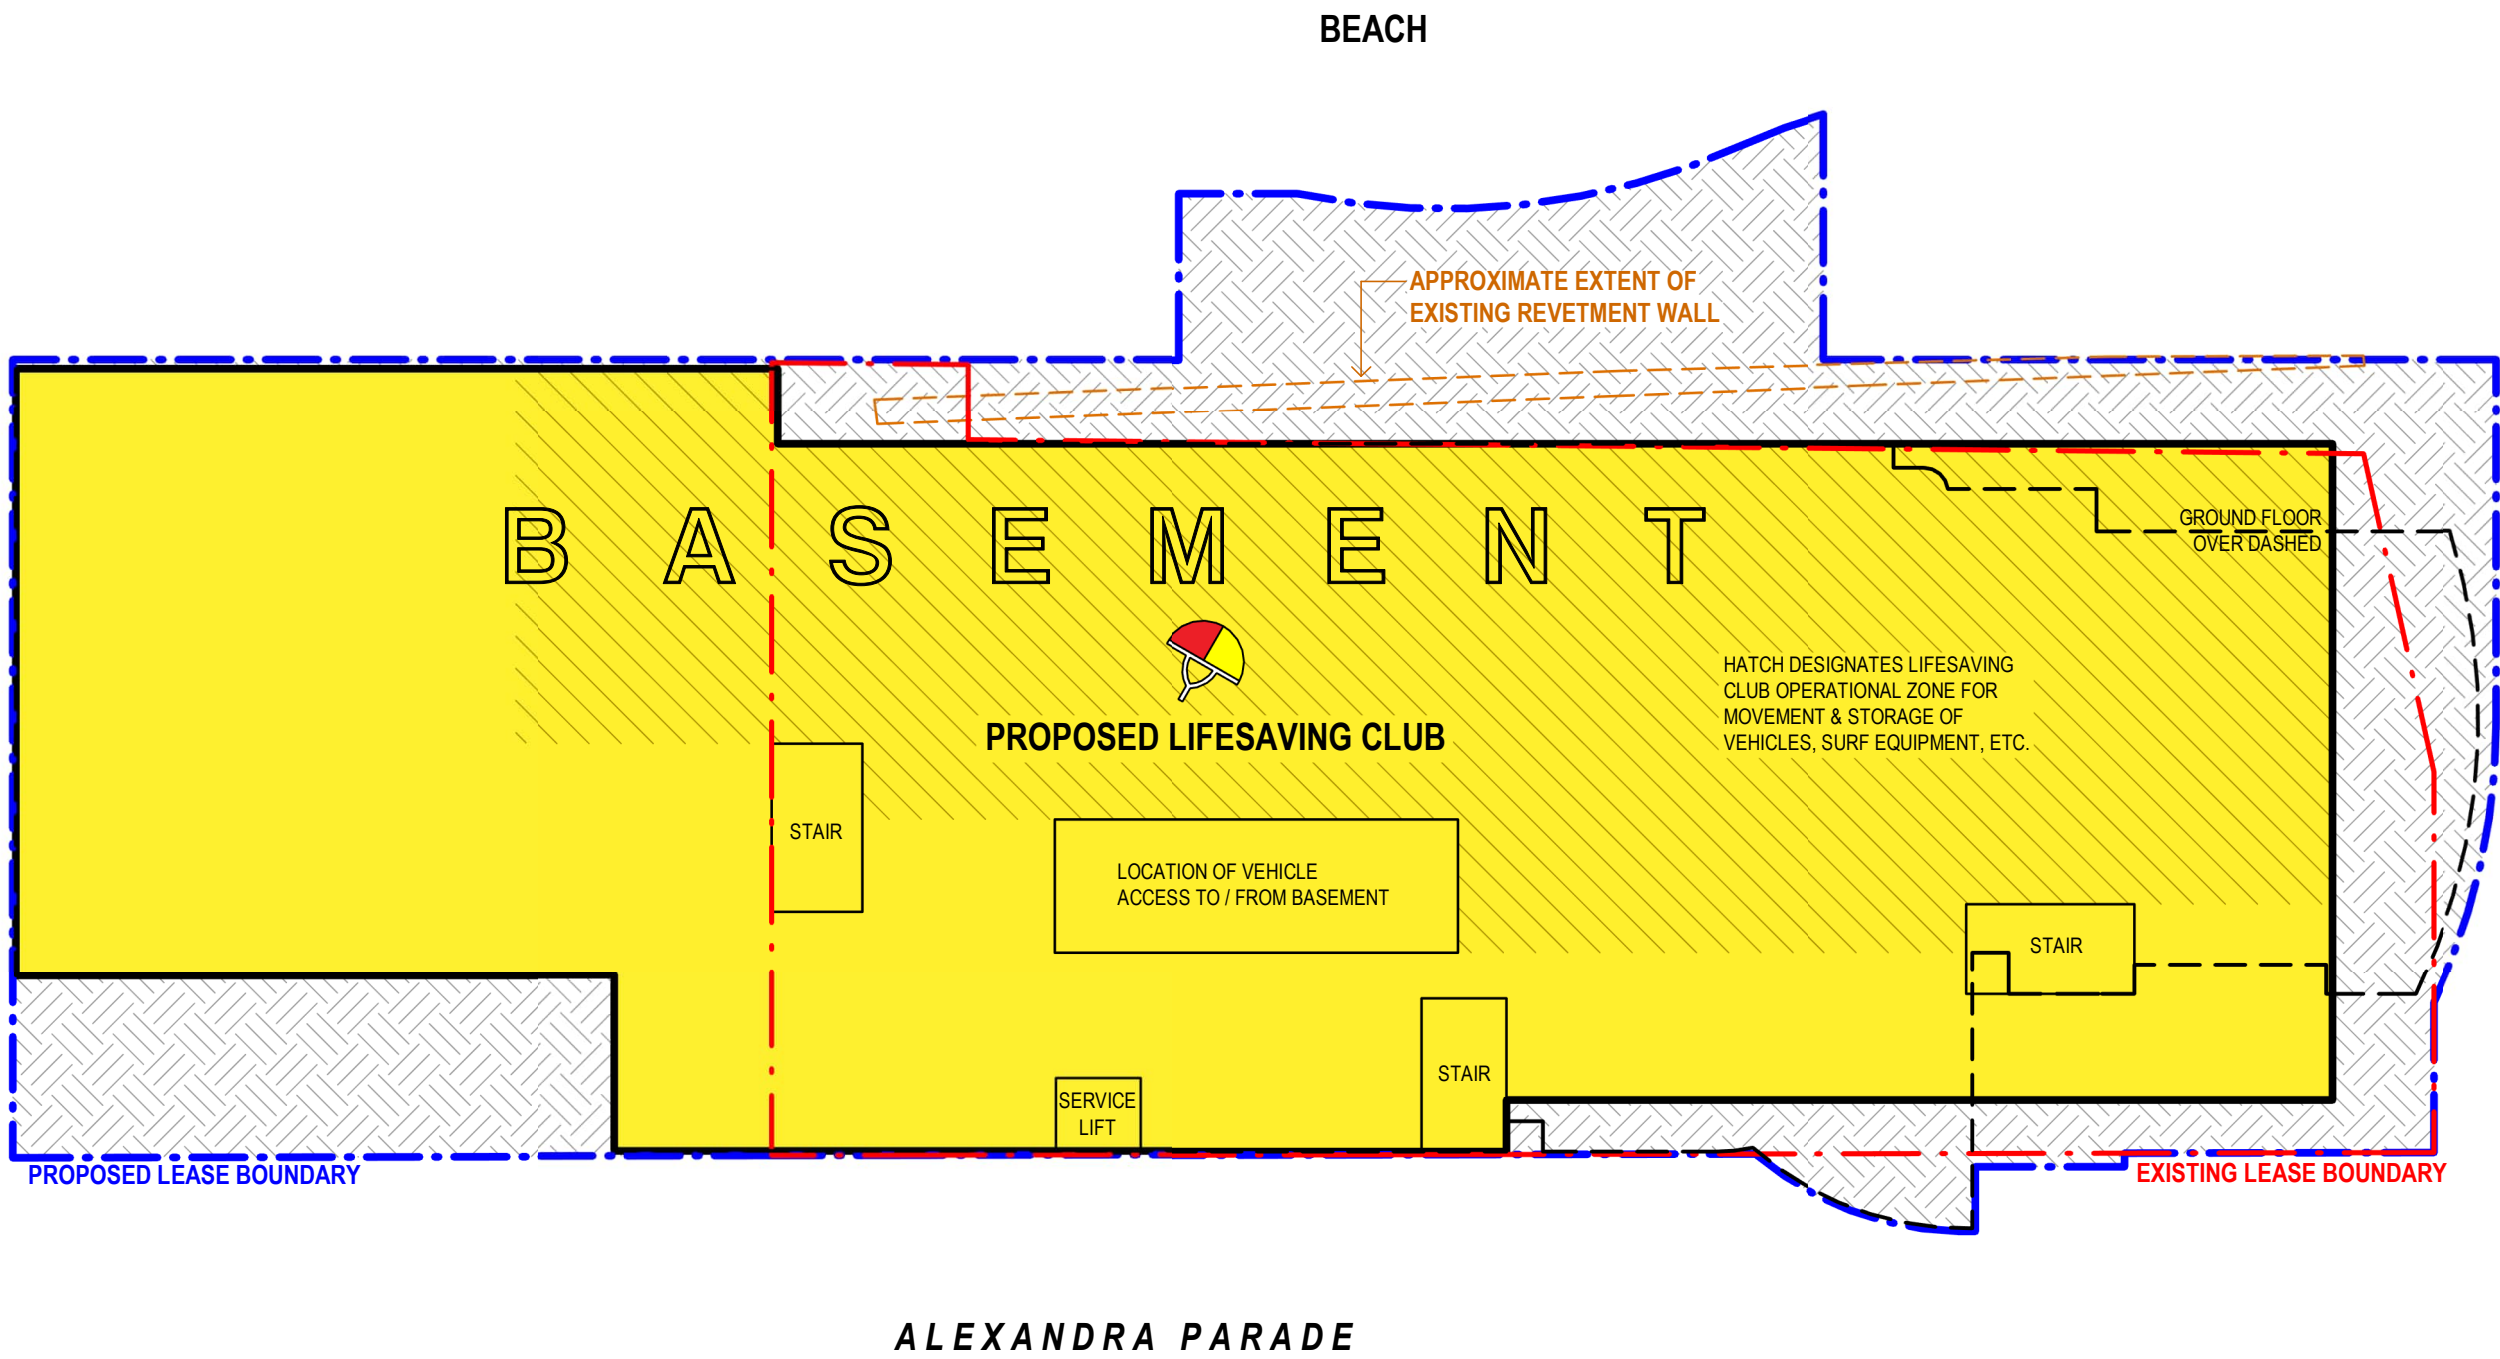 BEACH
APPROXIMATE EXTENT OF
EXISTING REVETMENT WALL
BASEMENT
GROUND FLOOR
OVER DASHED
HATCH DESIGNATES LIFESAVING
CLUB OPERATIONAL ZONE FOR
MOVEMENT & STORAGE OF
VEHICLES, SURF EQUIPMENT, ETC.
PROPOSED LIFESAVING CLUB
STAIR
LOCATION OF VEHICLE
ACCESS TO / FROM BASEMENT
STAIR
STAIR
SERVICE
LIFT
PROPOSED LEASE BOUNDARY
EXISTING LEASE BOUNDARY
ALEXANDRA PARADE